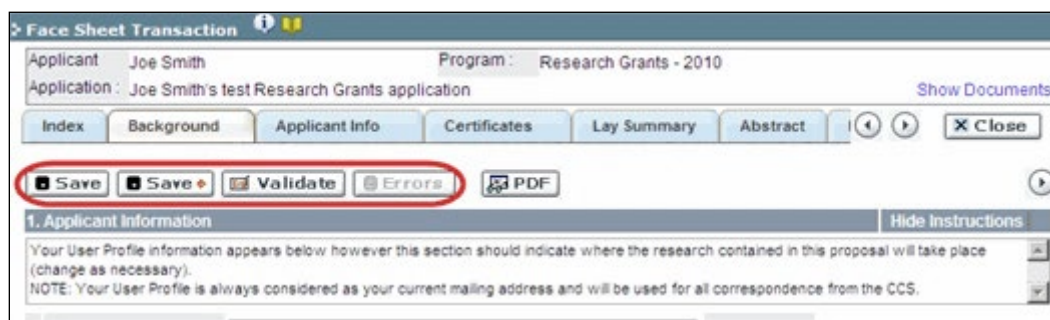 Face Sheet Transaction
Applicant Joe Smith Program : Research Grants - 2010
Application : Joe Smith's test Research Grants application
Show Documents
Index Background Applicant Info Certificates Lay Summary Abstract Close
Save Save Validate Errors PDF
1. Applicant Information Hide Instructions
Your User Profile information appears below however this section should indicate where the research contained in this proposal will take place
(change as necessary).
NOTE: Your User Profile is always considered as your current mailing address and will be used for all correspondence from the CCS.